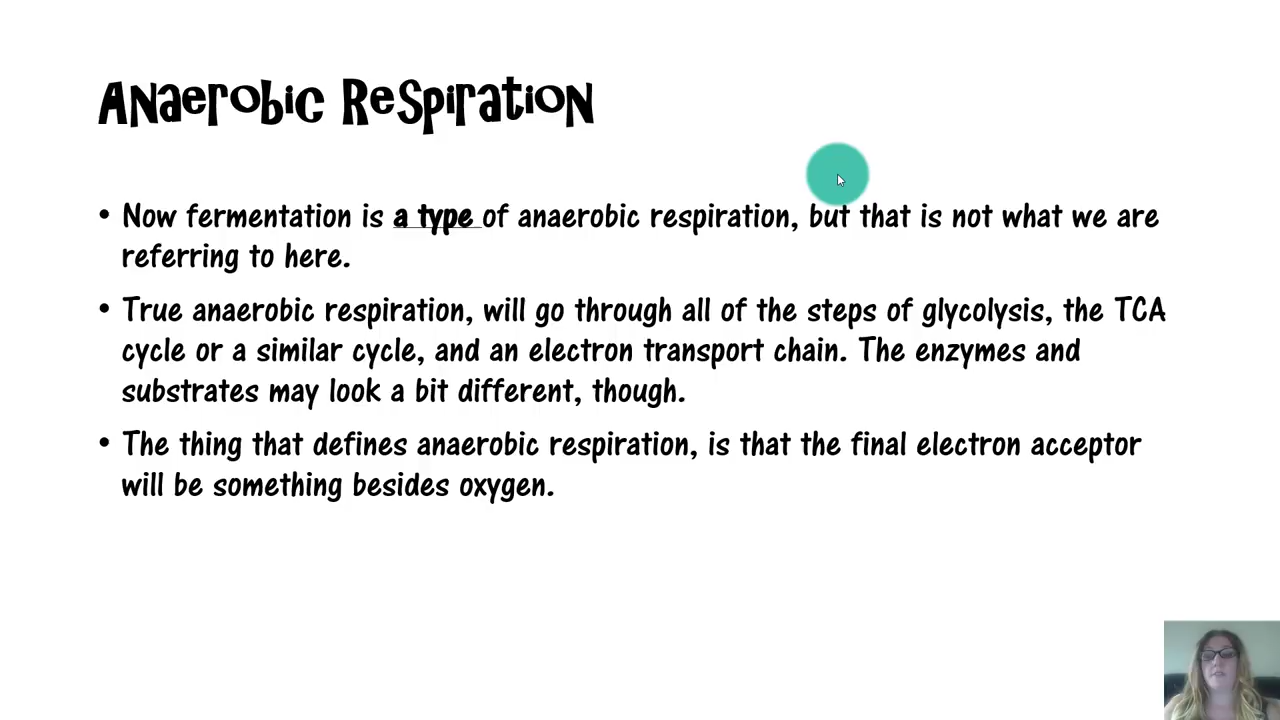 Anaerobic Respiration
• Now fermentation is a type of anaerobic respiration, but that is not what we are
referring to here.
• True anaerobic respiration, will go through all of the steps of glycolysis, the TCA
cycle or a similar cycle, and an electron transport chain. The enzymes and
substrates may look a bit different, though.
• The thing that defines anaerobic respiration, is that the final electron acceptor
will be something besides oxygen.